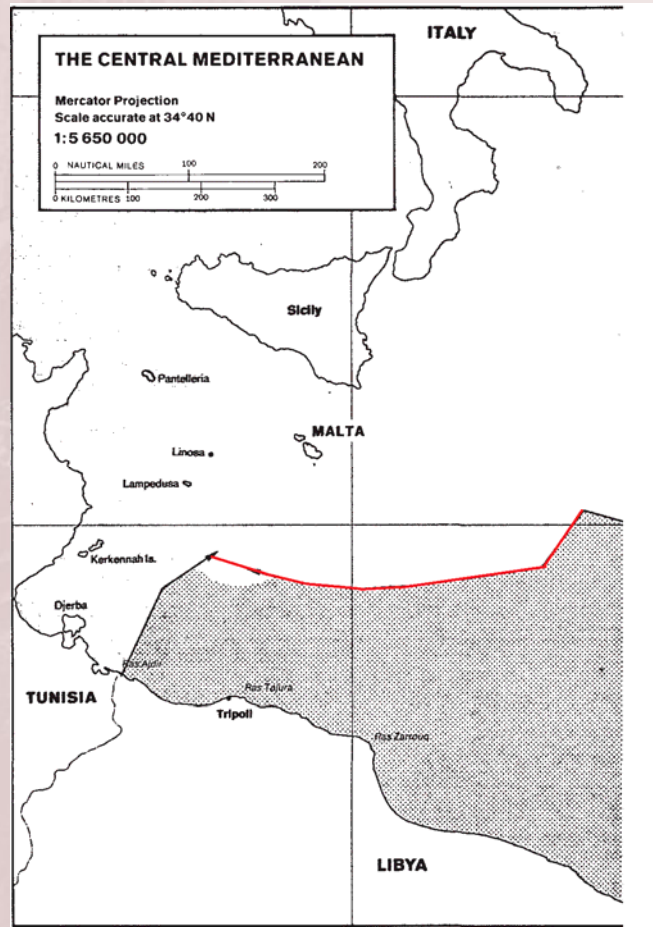 ITALY
THE CENTRAL MEDITERRANEAN
Mercator Projection
Scale accurate at 34°40 N
1:5 650 000
0 NAUTICAL MILES 100 200
0 KILOMETRES 100 200 300
Sicily
Pantelleria
MALTA
Linosa
Lampedusa
Kerkennah Is.
Djerba
Ras Ajdir
TUNISIA
Ras Tajura
Tripoli
Ras Zarrouq
LIBYA